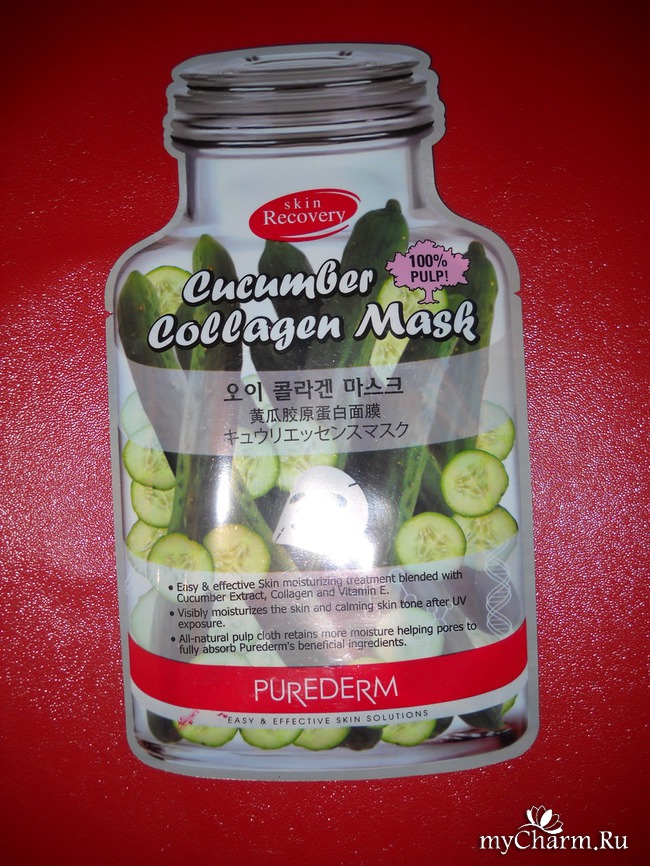 skin
Recovery
100%
PULP!
Cucumber
Collagen Mask
오이 콜라겐 마스크
黄瓜胶原蛋白面膜
キュウリエッセンスマスク
• Easy & effective Skin moisturizing treatment blended with
Cucumber Extract, Collagen and Vitamin E.
• Visibly moisturizes the skin and calming skin tone after UV
exposure.
• All-natural pulp cloth retains more moisture helping pores to
fully absorb Purederm's beneficial ingredients.
PUREDERM
EASY & EFFECTIVE SKIN SOLUTIONS
myCharm.Ru